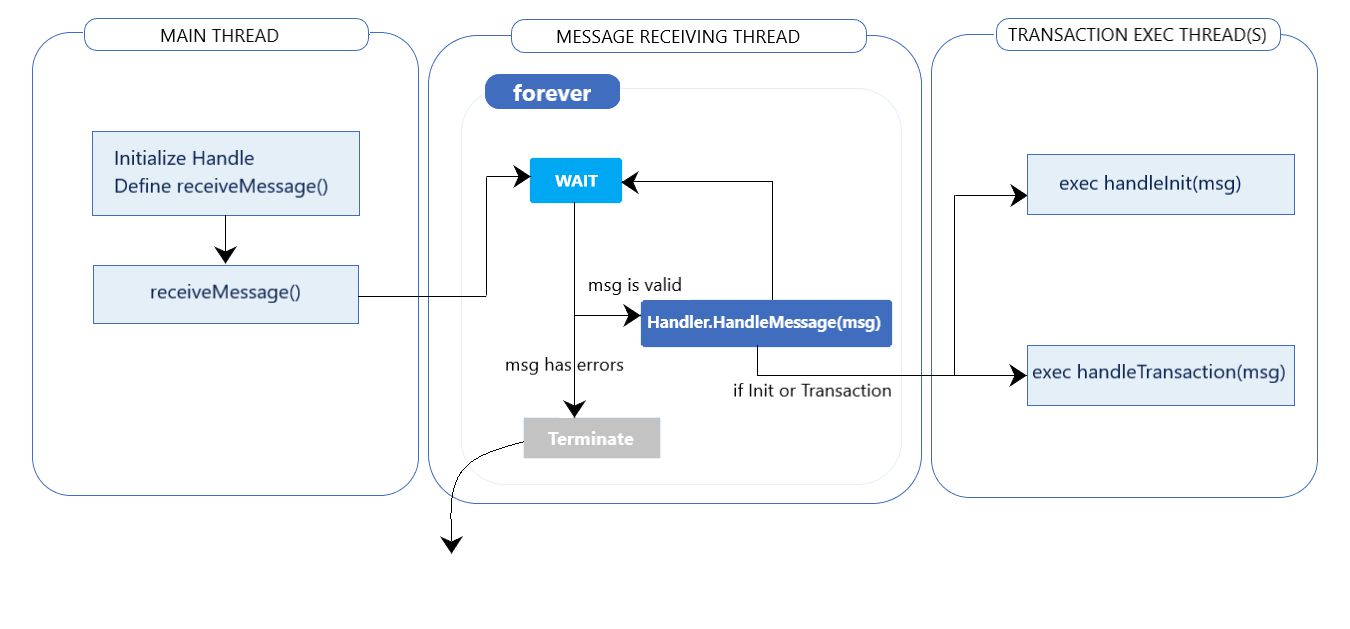 MAIN THREAD
Initialize Handle
Define receiveMessage()
receiveMessage()
MESSAGE RECEIVING THREAD
forever
WAIT
msg is valid
Handler.HandleMessage(msg)
msg has errors
if Init or Transaction
Terminate
TRANSACTION EXEC THREAD(S)
exec handleInit(msg)
exec handleTransaction(msg)